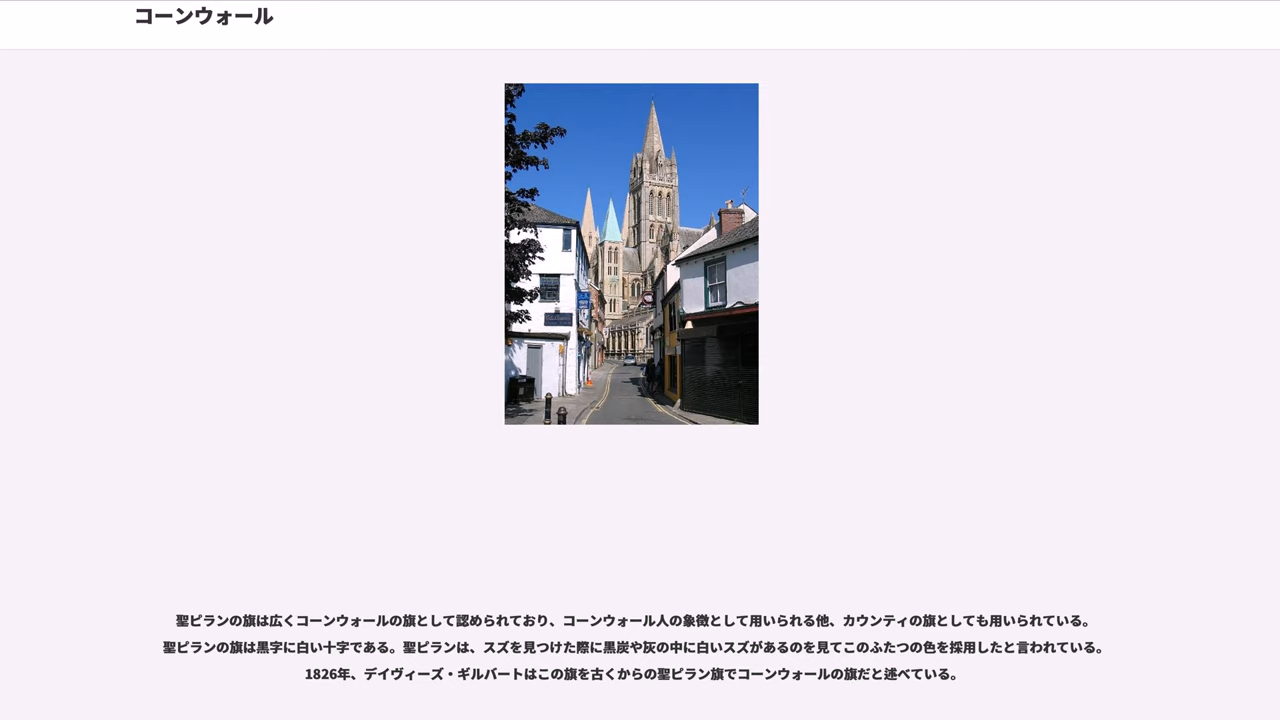 コーンウォール
聖ピランの旗は広くコーンウォールの旗として認められており、コーンウォール人の象徴として用いられる他、カウンティの旗としても用いられている。
聖ピランの旗は黒字に白い十字である。聖ピランは、スズを見つけた際に黒炭や灰の中に白いスズがあるのを見てこのふたつの色を採用したと言われている。
1826年、デイヴィーズ・ギルバートはこの旗を古くからの聖ピラン旗でコーンウォールの旗だと述べている。